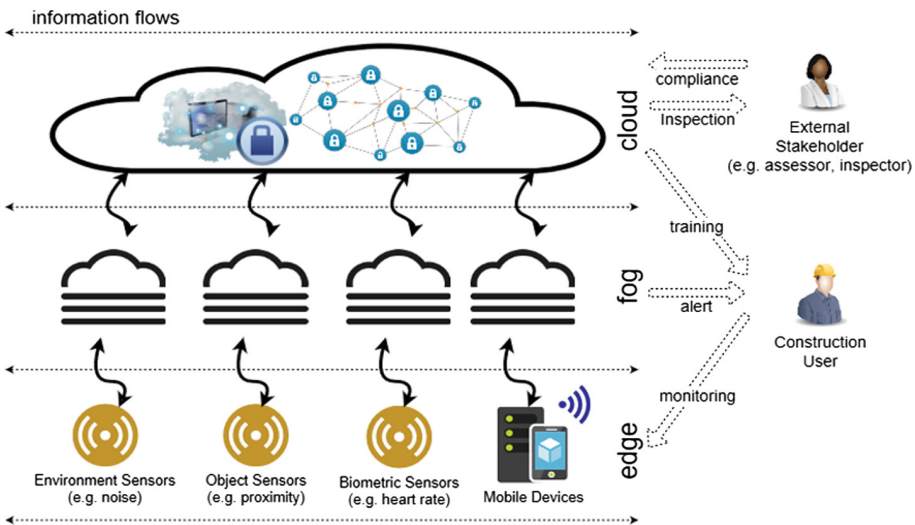 information flows
compliance
Inspection
cloud
External
Stakeholder
(e.g. assessor, inspector)
training
fog
alert
Construction
User
monitoring
edge
Environment Sensors
(e.g. noise)
Object Sensors
(e.g. proximity)
Biometric Sensors
(e.g. heart rate)
Mobile Devices